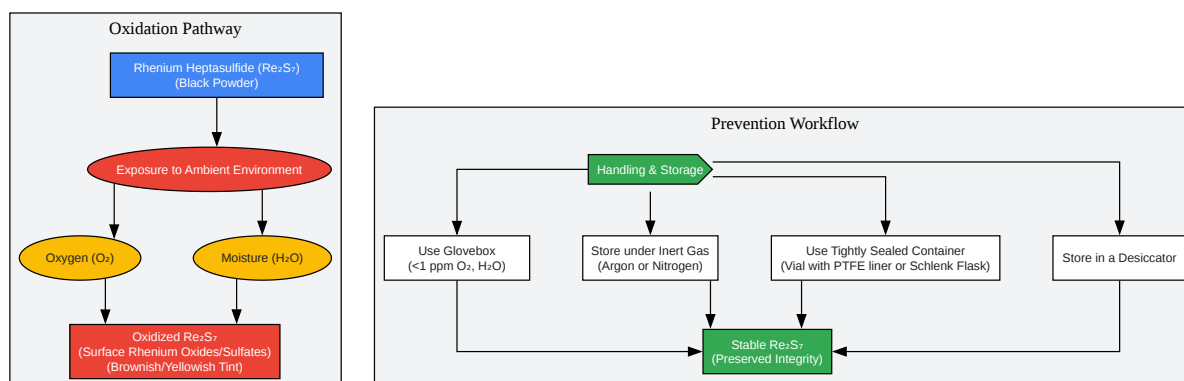 Oxidation Pathway
Rhenium Heptasulfide (Re₂S₇)
(Black Powder)
Exposure to Ambient Environment
Oxygen (O₂)
Moisture (H₂O)
Oxidized Re₂S₇
(Surface Rhenium Oxides/Sulfates)
(Brownish/Yellowish Tint)
Prevention Workflow
Handling & Storage
Use Glovebox
(<1 ppm O₂, H₂O)
Store under Inert Gas
(Argon or Nitrogen)
Use Tightly Sealed Container
(Vial with PTFE liner or Schlenk Flask)
Store in a Desiccator
Stable Re₂S₇
(Preserved Integrity)